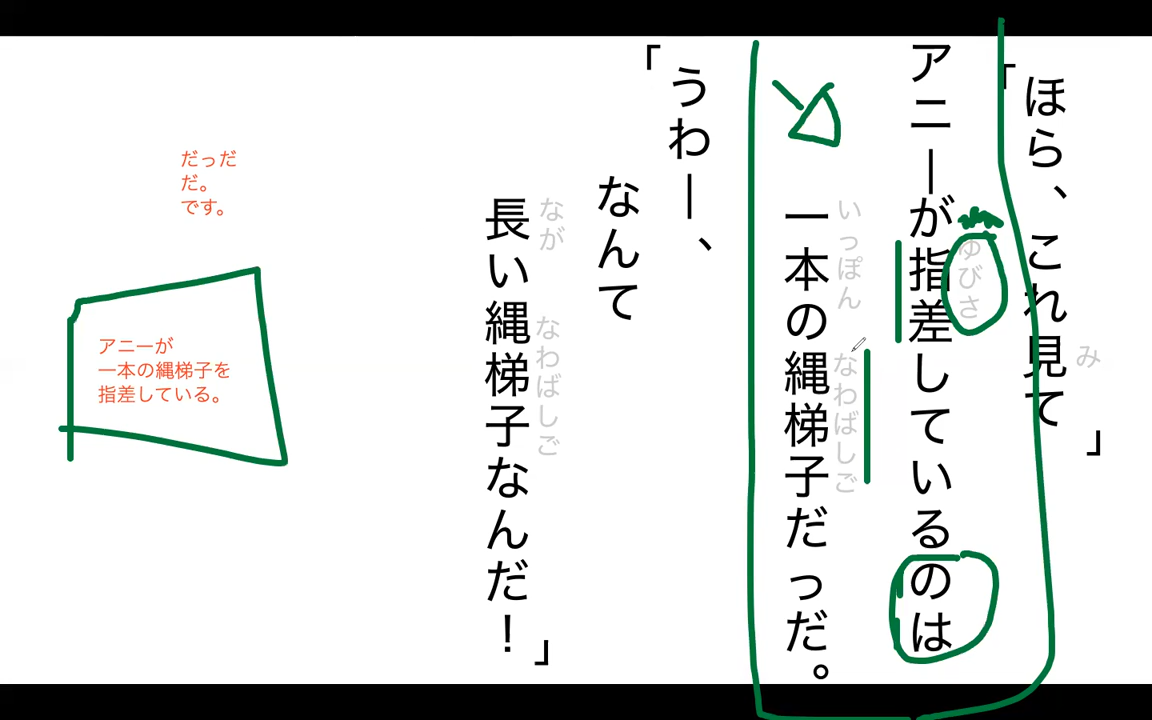 「ほら、これ見て」
み
アニーが指差しているのは
ゆびさ
一本の縄梯子だっだ。
いっぽん
なわばしご
「うわー、
なんて
長い縄梯子なんだ！」
なが
なわばしご
だっだ
だ。
です。
アニーが
一本の縄梯子を
指差している。